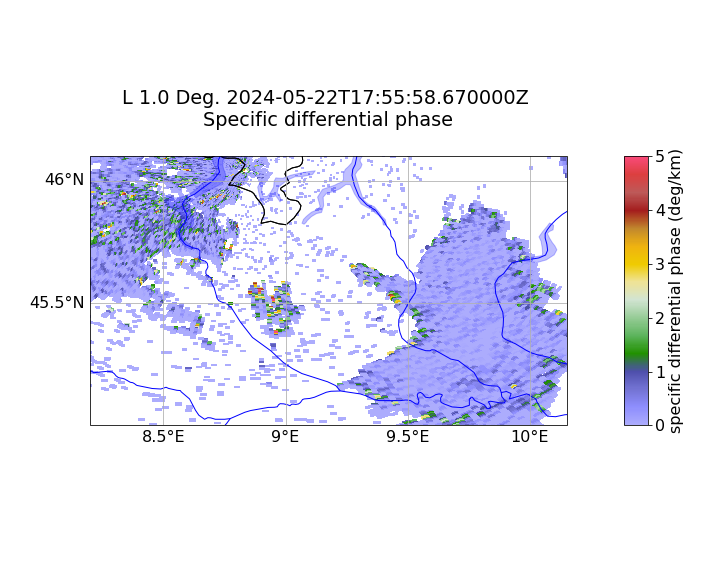 L 1.0 Deg. 2024-05-22T17:55:58.670000Z
Specific differential phase
46°N
45.5°N
8.5°E
9°E
9.5°E
10°E
5
4
3
2
1
0
specific differential phase (deg/km)